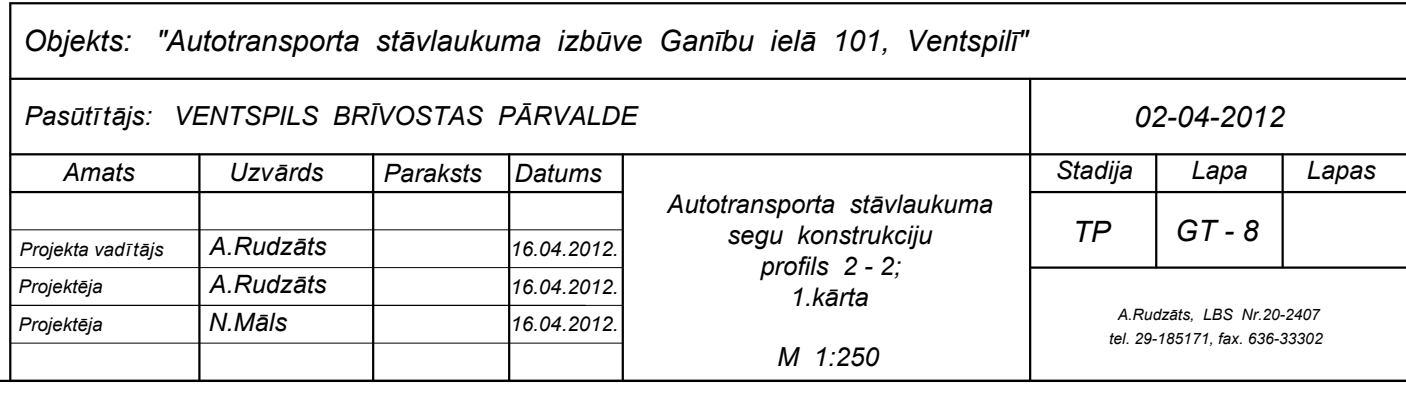 Objekts: "Autotransporta stāvlaukuma izbūve Ganību ielā 101, Ventspilī"
Pasūtītājs: VENTSPILS BRĪVOSTAS PĀRVALDE
02-04-2012
Amats Uzvārds Paraksts Datums
Projekta vadītājs A.Rudzāts 16.04.2012.
Projektēja A.Rudzāts 16.04.2012.
Projektēja N.Māls 16.04.2012.
Autotransporta stāvlaukuma
segu konstrukciju
profils 2 - 2;
1.kārta
M 1:250
Stadija Lapa Lapas
TP GT - 8
A.Rudzāts, LBS Nr.20-2407
tel. 29-185171, fax. 636-33302